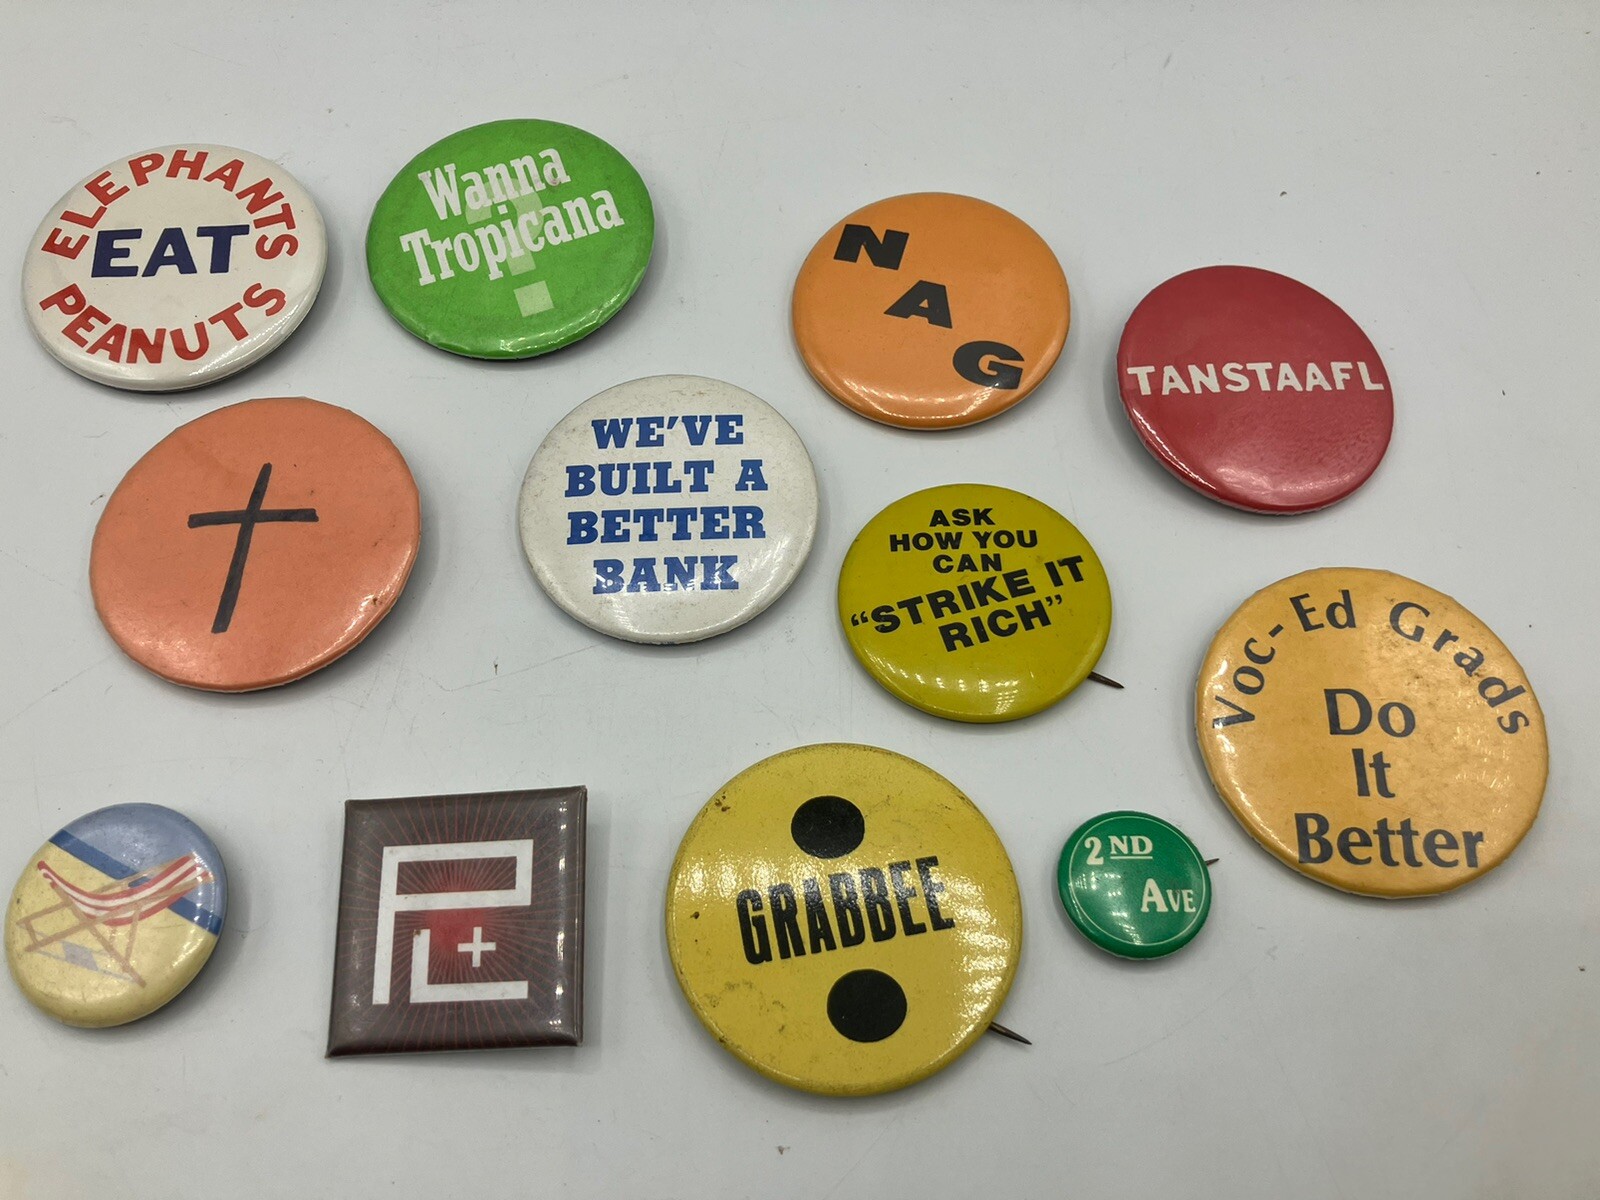 ELEPHANTS
EAT
PEANUTS
Wanna
Tropicana
?
N
A
G
TANSTAAFL
WE'VE
BUILT A
BETTER
BANK
ASK
HOW YOU
CAN
“STRIKE IT
RICH”
Voc-Ed Grads
Do
It
Better
GRABBEE
2ND
AVE